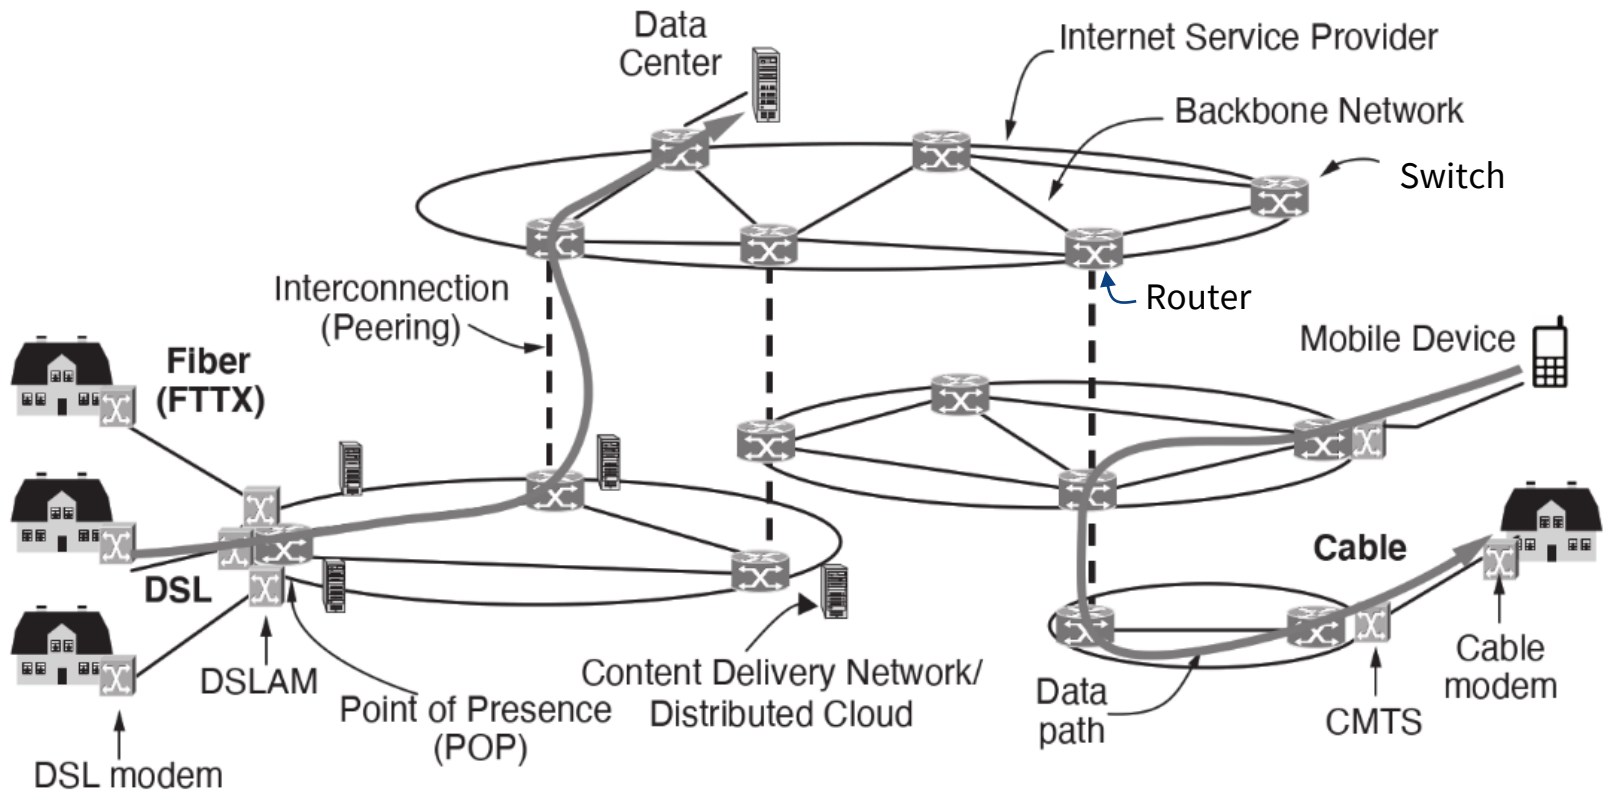 Data
Center
Internet Service Provider
Backbone Network
Switch
Interconnection
(Peering)
Router
Mobile Device
Fiber
(FTTX)
Cable
DSL
DSLAM
Point of Presence
(POP)
Content Delivery Network/
Distributed Cloud
Data
path
CMTS
Cable
modem
DSL modem